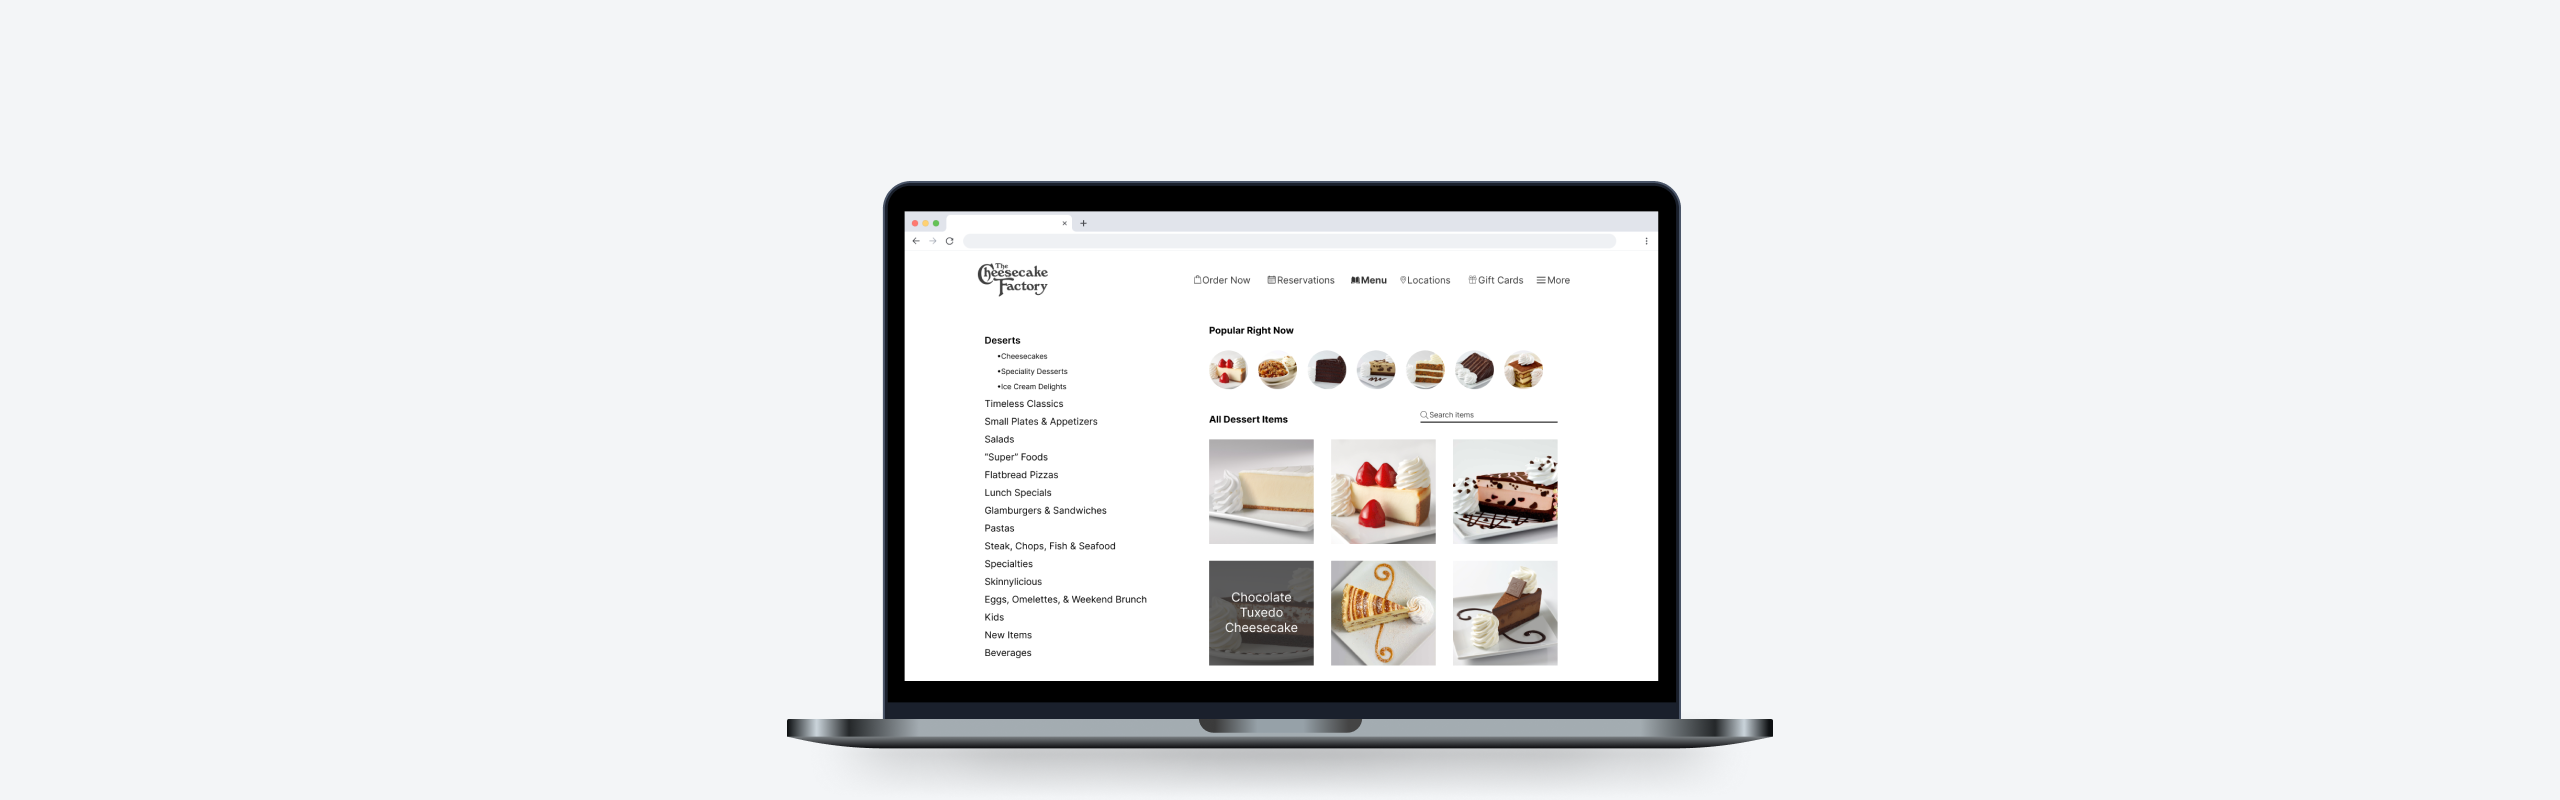 The
Cheesecake
Factory
Order Now
Reservations
Menu
Locations
Gift Cards
More
Deserts
•Cheesecakes
•Speciality Desserts
•Ice Cream Delights
Timeless Classics
Small Plates & Appetizers
Salads
"Super" Foods
Flatbread Pizzas
Lunch Specials
Glamburgers & Sandwiches
Pastas
Steak, Chops, Fish & Seafood
Specialties
Skinnylicious
Eggs, Omelettes, & Weekend Brunch
Kids
New Items
Beverages
Popular Right Now
All Dessert Items
Search items
Chocolate
Tuxedo
Cheesecake